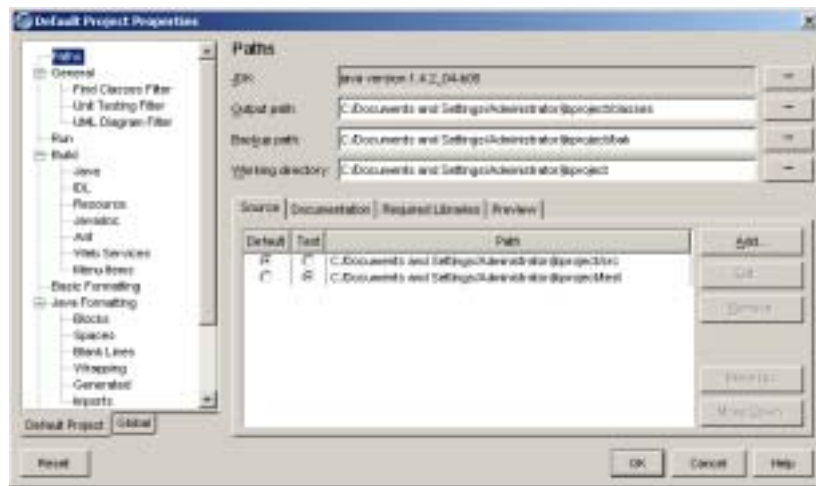 Default Project Properties
Paths
General
Find Classes Filter
Unit Testing Filter
UML Diagram Filter
Run
Build
Java
IDL
Resource
Javadoc
Ant
Web Services
Menu Items
Basic Formatting
Java Formatting
Blocks
Spaces
Blank Lines
Wrapping
Generated
Imports
Default Project
Global
Paths
JDK:
java version 1.4.2_04-b05
Output path:
C:/Documents and Settings/Administrator/jbproject/classes
Backup path:
C:/Documents and Settings/Administrator/jbproject/bak
Working directory:
C:/Documents and Settings/Administrator/jbproject
Source
Documentation
Required Libraries
Preview
Default
Test
Path
C:/Documents and Settings/Administrator/jbproject/src
C:/Documents and Settings/Administrator/jbproject/test
Add...
Edit...
Remove
Move Up
Move Down
Reset
OK
Cancel
Help